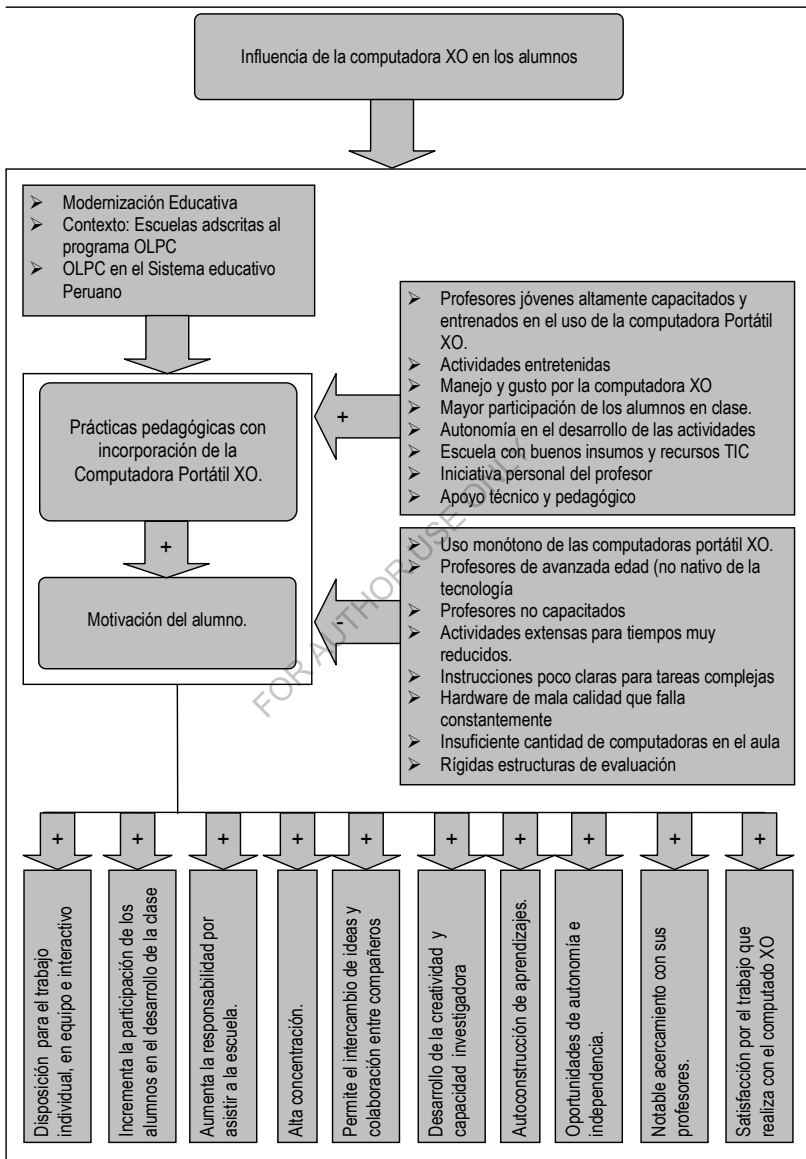 Influencia de la computadora XO en los alumnos
➢ Modernización Educativa
➢ Contexto: Escuelas adscritas al
programa OLPC
➢ OLPC en el Sistema educativo
Peruano
➢ Profesores jóvenes altamente capacitados y
entrenados en el uso de la computadora Portátil
XO.
➢ Actividades entretenidas
➢ Manejo y gusto por la computadora XO
➢ Mayor participación de los alumnos en clase.
➢ Autonomía en el desarrollo de las actividades
➢ Escuela con buenos insumos y recursos TIC
➢ Iniciativa personal del profesor
➢ Apoyo técnico y pedagógico
+
Prácticas pedagógicas con
incorporación de la
Computadora Portátil XO.
+
Motivación del alumno.
➢ Uso monótono de las computadoras portátil XO.
➢ Profesores de avanzada edad (no nativo de la
tecnología
➢ Profesores no capacitados
➢ Actividades extensas para tiempos muy
reducidos.
➢ Instrucciones poco claras para tareas complejas
➢ Hardware de mala calidad que falla
constantemente
➢ Insuficiente cantidad de computadoras en el aula
➢ Rígidas estructuras de evaluación
-
FOR AUTHOR USE ONLY
+ + + + + + + + + +
Disposición para el trabajo
individual, en equipo e interactivo
Incrementa la participación de los
alumnos en el desarrollo de la clase
Aumenta la responsabilidad por
asistir a la escuela.
Alta concentración.
Permite el intercambio de ideas y
colaboración entre compañeros
Desarrollo de la creatividad y
capacidad investigadora
Autoconstrucción de aprendizajes.
Oportunidades de autonomía e
independencia.
Notable acercamiento con sus
profesores.
Satisfacción por el trabajo que
realiza con el computado XO